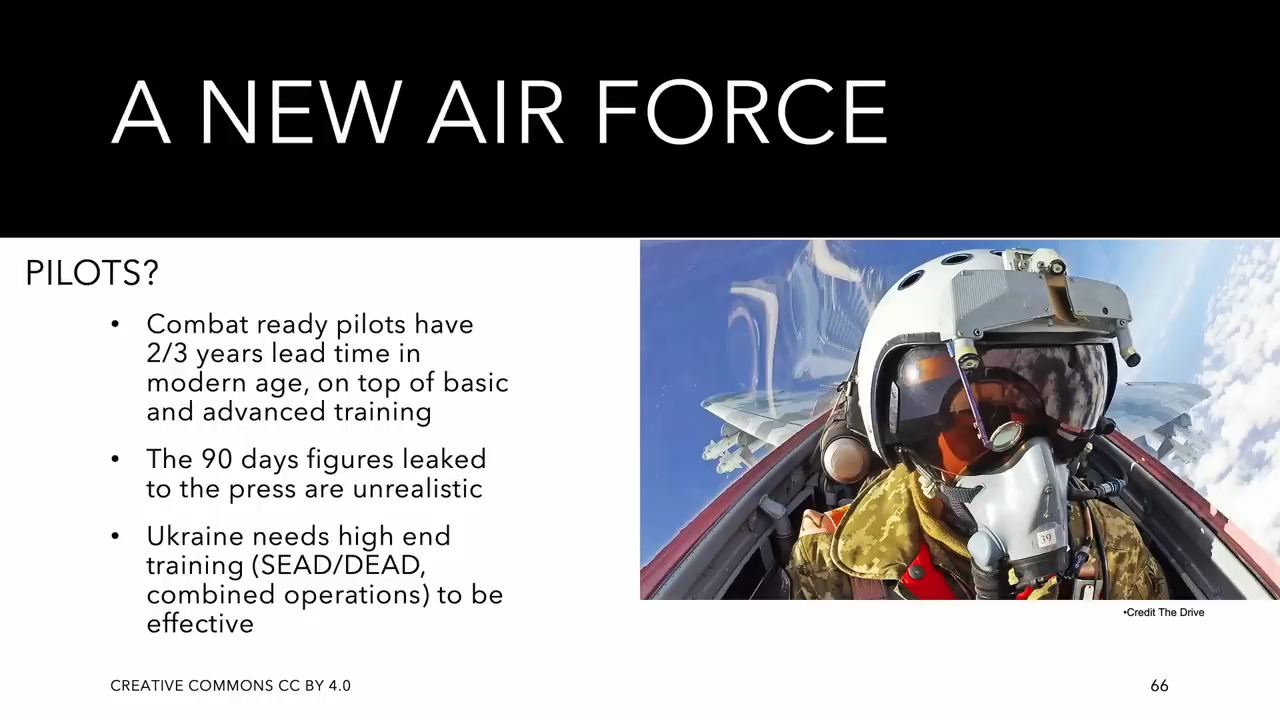 A NEW AIR FORCE
PILOTS?
• Combat ready pilots have
2/3 years lead time in
modern age, on top of basic
and advanced training
• The 90 days figures leaked
to the press are unrealistic
• Ukraine needs high end
training (SEAD/DEAD,
combined operations) to be
effective
39
•Credit The Drive
CREATIVE COMMONS CC BY 4.0
66